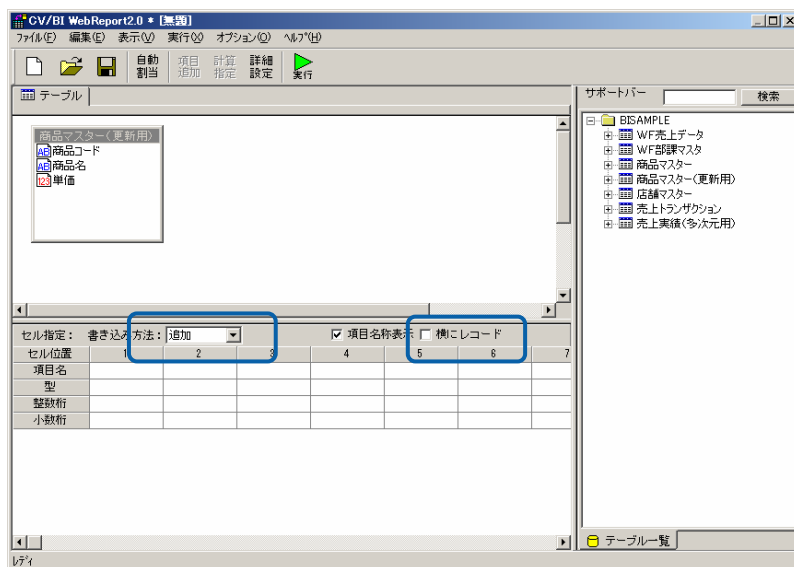 CV/BI WebReport2.0 * [無題]
ファイル(F) 編集(E) 表示(V) 実行(X) オプション(O) ヘルプ(H)
自動割当 項目追加 計算指定 詳細設定 実行
テーブル
サポートバー 検索
商品マスター(更新用)
商品コード
商品名
単価
BISAMPLE
WF売上データ
WF部課マスタ
商品マスター
商品マスター(更新用)
店舗マスター
売上トランザクション
売上実績(多次元用)
セル指定: 書き込み方法: 追加 項目名称表示 横にレコード
セル位置 1 2 3 4 5 6 7
項目名
型
整数桁
小数桁
テーブル一覧
レディ